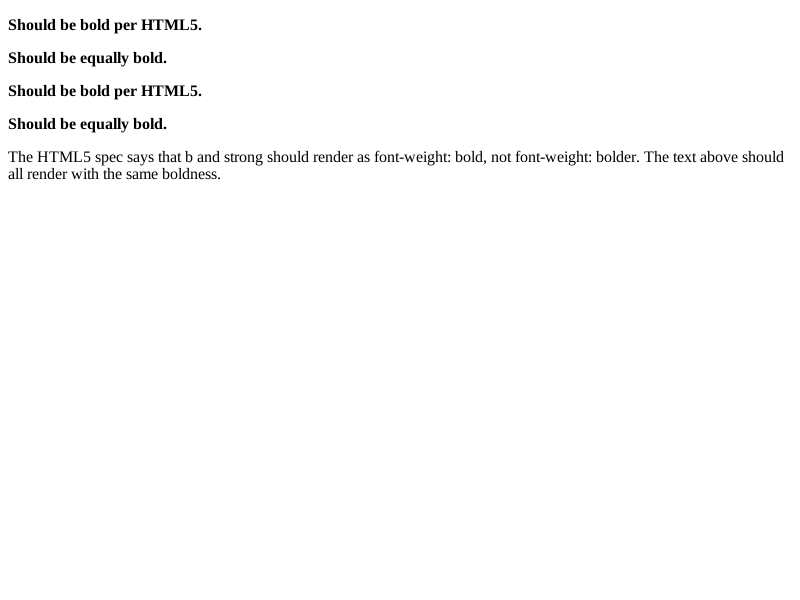 Should be bold per HTML5.
Should be equally bold.
Should be bold per HTML5.
Should be equally bold.
The HTML5 spec says that b and strong should render as font-weight: bold, not font-weight: bolder. The text above should
all render with the same boldness.